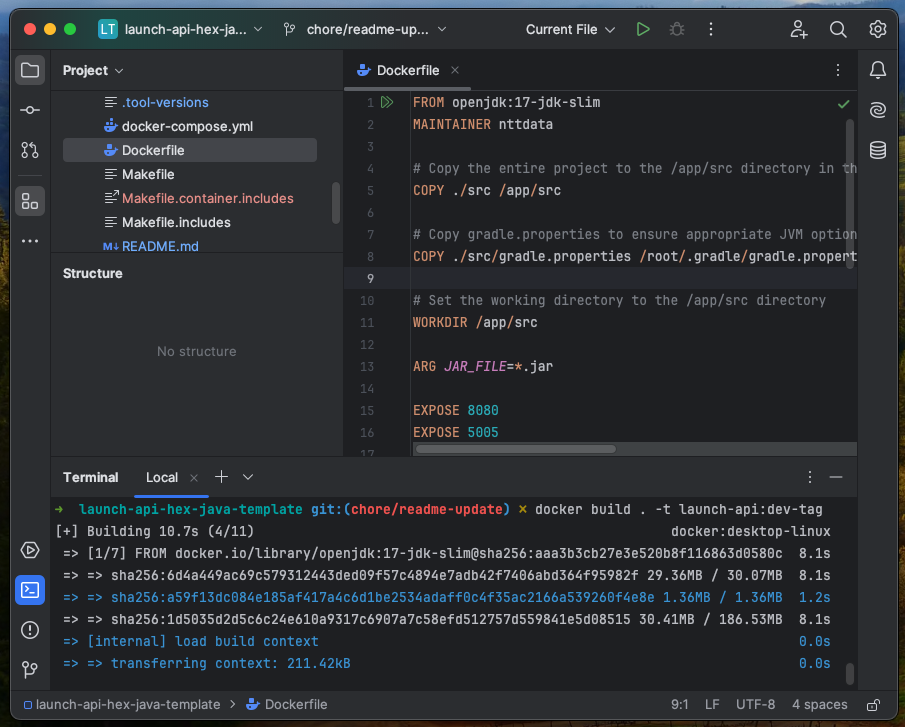 LT launch-api-hex-ja... chore/readme-up... Current File
Project
.tool-versions
docker-compose.yml
Dockerfile
Makefile
Makefile.container.includes
Makefile.includes
README.md
Structure
No structure
Dockerfile
1 FROM openjdk:17-jdk-slim
2 MAINTAINER nttdata
3
4 # Copy the entire project to the /app/src directory in th
5 COPY ./src /app/src
6
7 # Copy gradle.properties to ensure appropriate JVM option
8 COPY ./src/gradle.properties /root/.gradle/gradle.propert
9
10 # Set the working directory to the /app/src directory
11 WORKDIR /app/src
12
13 ARG JAR_FILE=*.jar
14
15 EXPOSE 8080
16 EXPOSE 5005
17
Terminal Local
→ launch-api-hex-java-template git:(chore/readme-update) × docker build . -t launch-api:dev-tag
[+] Building 10.7s (4/11) docker:desktop-linux
=> [1/7] FROM docker.io/library/openjdk:17-jdk-slim@sha256:aaa3b3cb27e3e520b8f116863d0580c 8.1s
=> => sha256:6d4a449ac69c579312443ded09f57c4894e7adb42f7406abd364f95982f 29.36MB / 30.07MB 8.1s
=> => sha256:a59f13dc084e185af417a4c6d1be2534adaff0c4f35ac2166a539260f4e8e 1.36MB / 1.36MB 1.2s
=> => sha256:1d5035d2d5c6c24e610a9317c6907a7c58efd512757d559841e5d08515 30.41MB / 186.53MB 8.1s
=> [internal] load build context 0.0s
=> => transferring context: 211.42kB 0.0s
launch-api-hex-java-template > Dockerfile 9:1 LF UTF-8 4 spaces